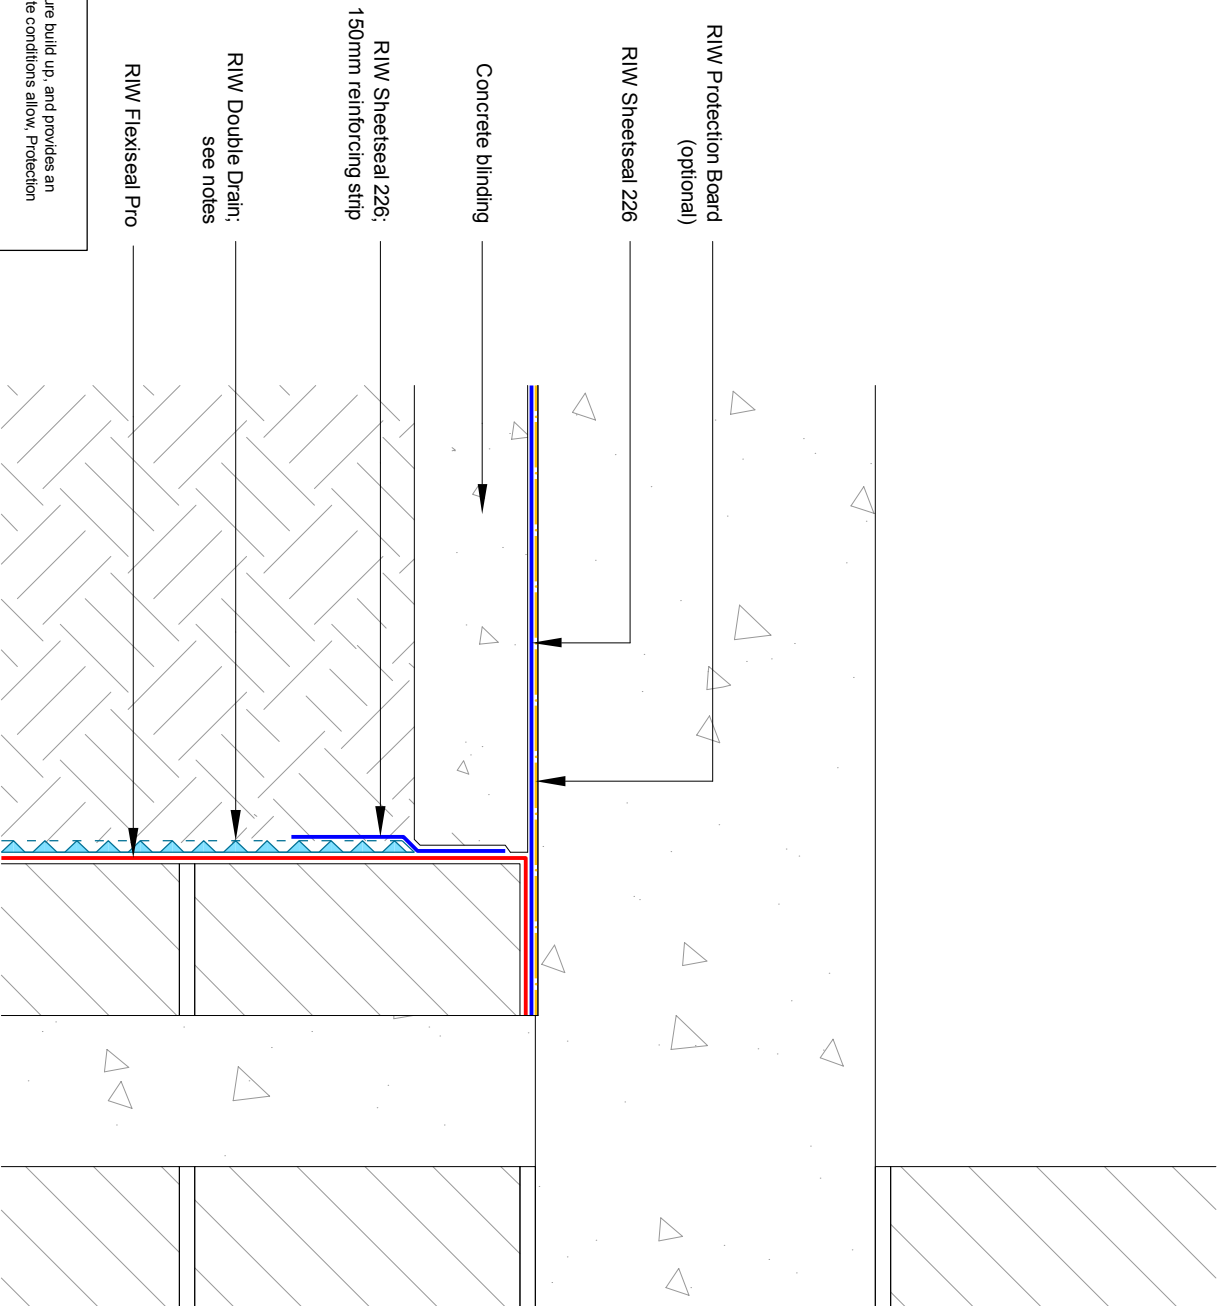 RIW Protection Board
(optional)
RIW Sheetseal 226
Concrete blinding
RIW Sheetseal 226;
150mm reinforcing strip
RIW Double Drain;
see notes
RIW Flexiseal Pro
ure build up, and provides an
te conditions allow, Protection